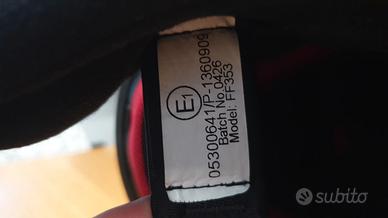 E1
05300641/P-1360909
Batch No.0426
Model: FF353
subito